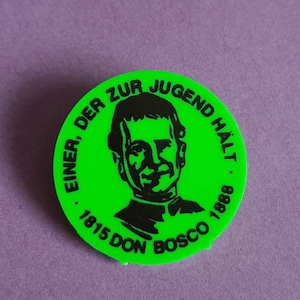 · EINER, DER ZUR JUGEND HÄLT ·
1815 DON BOSCO 1888